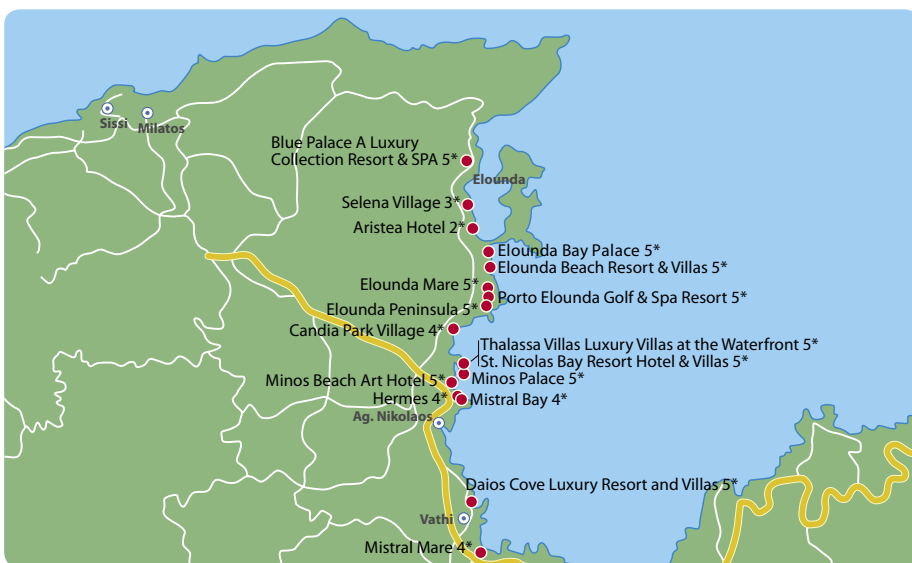 Sissi
Milatos
Blue Palace A Luxury
Collection Resort & SPA 5*
Elounda
Selena Village 3*
Aristea Hotel 2*
Elounda Bay Palace 5*
Elounda Beach Resort & Villas 5*
Elounda Mare 5*
Porto Elounda Golf & Spa Resort 5*
Elounda Peninsula 5*
Candia Park Village 4*
Thalassa Villas Luxury Villas at the Waterfront 5*
St. Nicolas Bay Resort Hotel & Villas 5*
Minos Beach Art Hotel 5*
Minos Palace 5*
Hermes 4*
Mistral Bay 4*
Ag. Nikolaos
Daios Cove Luxury Resort and Villas 5*
Vathi
Mistral Mare 4*